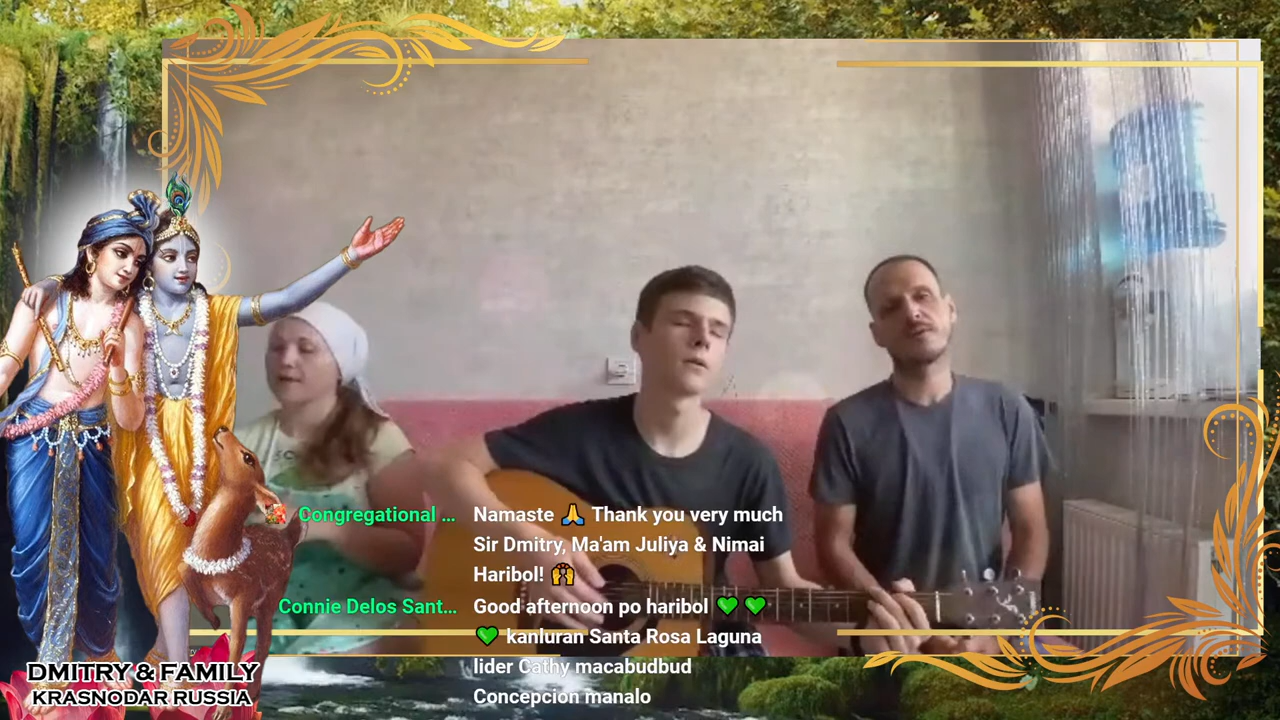 Congregational ...
Namaste 🙏 Thank you very much
Sir Dmitry, Ma'am Juliya & Nimai
Haribol! 🙌
Connie Delos Sant...
Good afternoon po haribol 💚 💚
💚 kanluran Santa Rosa Laguna
lider Cathy macabudbud
Concepcion manalo
DMITRY & FAMILY
KRASNODAR RUSSIA